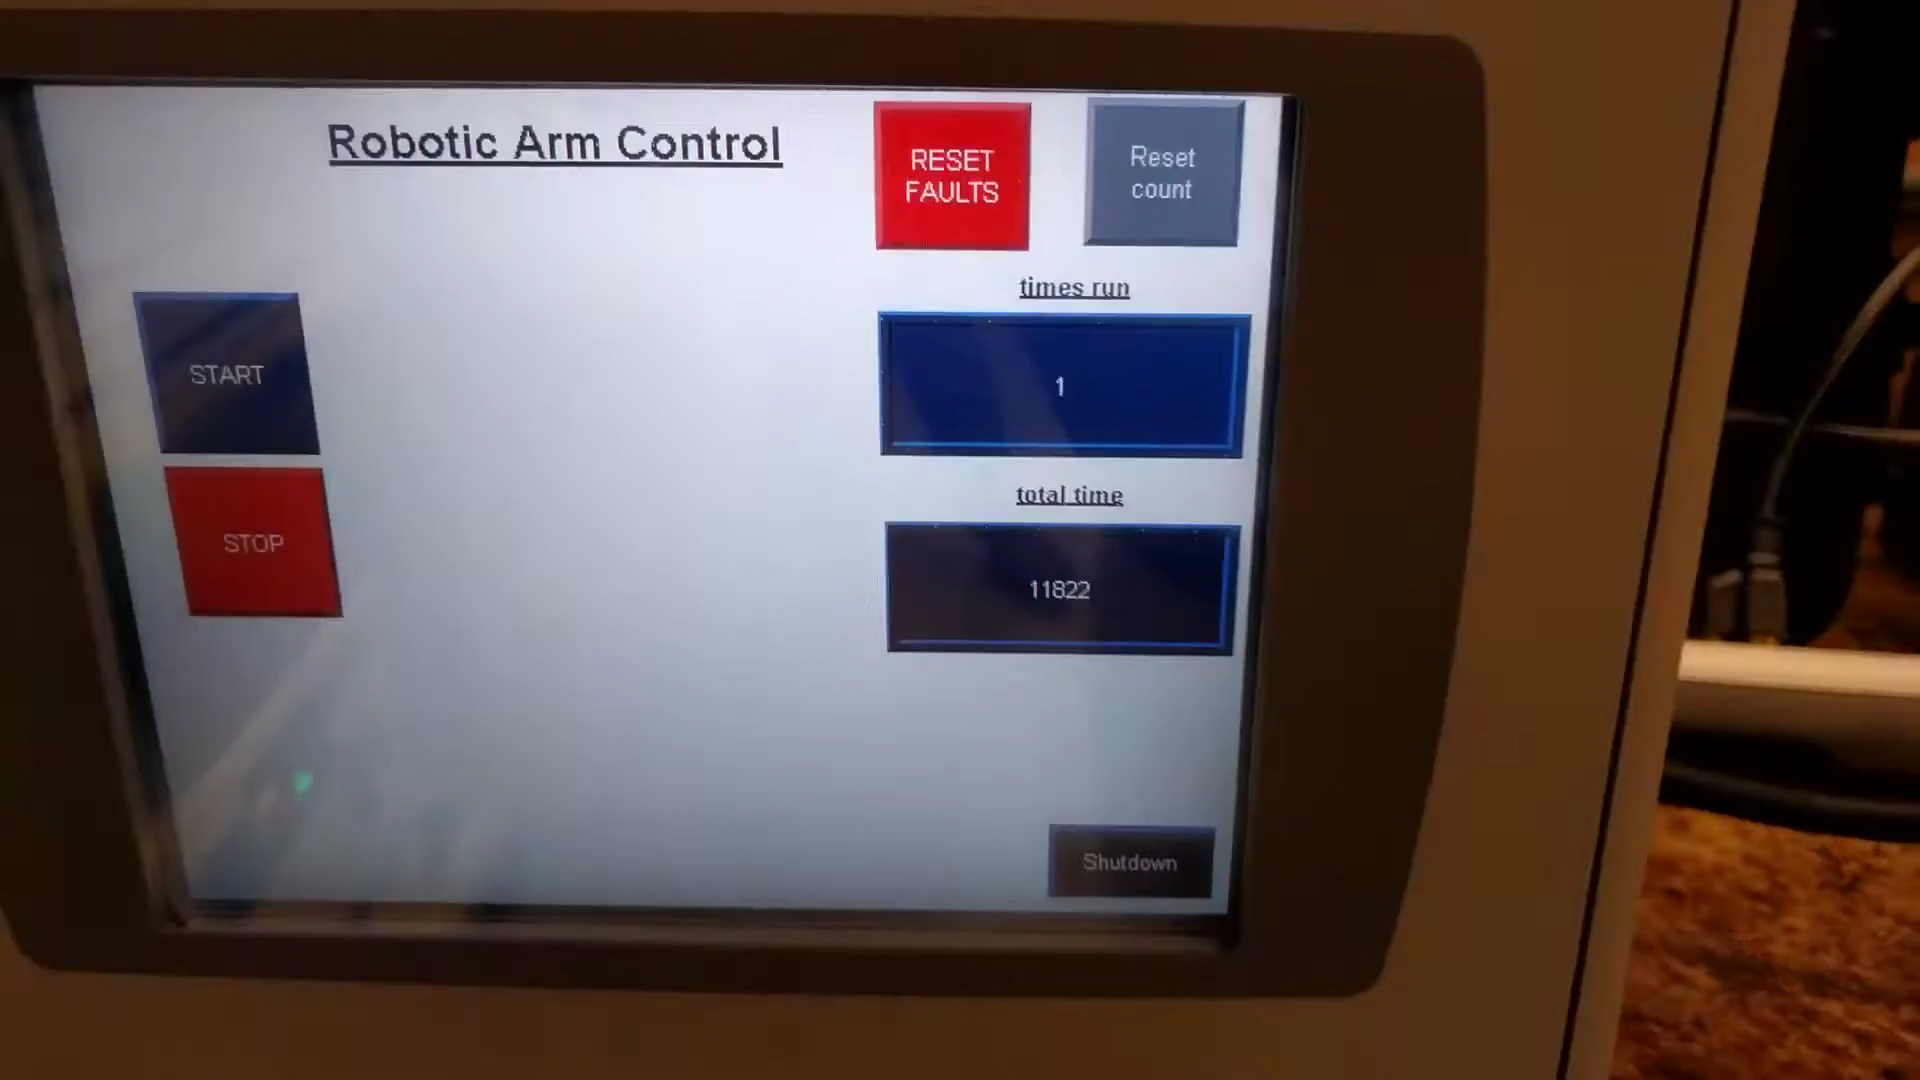 Robotic Arm Control
RESET
FAULTS
Reset
count
times run
START
1
total time
STOP
11822
Shutdown